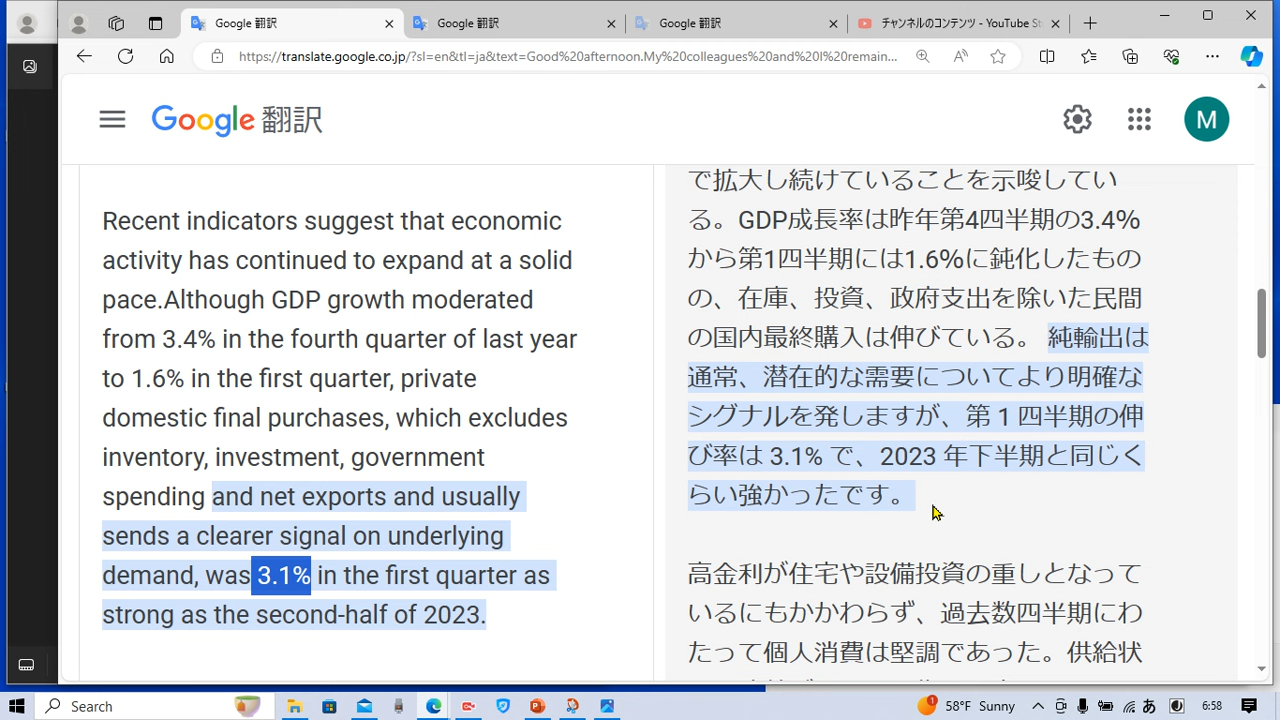 Google 翻訳
Google 翻訳
Google 翻訳
チャンネルのコンテンツ - YouTube St
https://translate.google.co.jp/?sl=en&tl=ja&text=Good%20afternoon.My%20colleagues%20and%20I%20remain...
Google 翻訳
M
Recent indicators suggest that economic
activity has continued to expand at a solid
pace.Although GDP growth moderated
from 3.4% in the fourth quarter of last year
to 1.6% in the first quarter, private
domestic final purchases, which excludes
inventory, investment, government
spending and net exports and usually
sends a clearer signal on underlying
demand, was 3.1% in the first quarter as
strong as the second-half of 2023.
で拡大し続けていることを示唆してい
る。GDP成長率は昨年第4四半期の3.4%
から第1四半期には1.6%に鈍化したもの
の、在庫、投資、政府支出を除いた民間
の国内最終購入は伸びている。 純輸出は
通常、潜在的な需要についてより明確な
シグナルを発しますが、第 1 四半期の伸
び率は 3.1% で、2023 年下半期と同じく
らい強かったです。
高金利が住宅や設備投資の重しとなって
いるにもかかわらず、過去数四半期にわ
たって個人消費は堅調であった。供給状
Search
58°F Sunny
あ
6:58